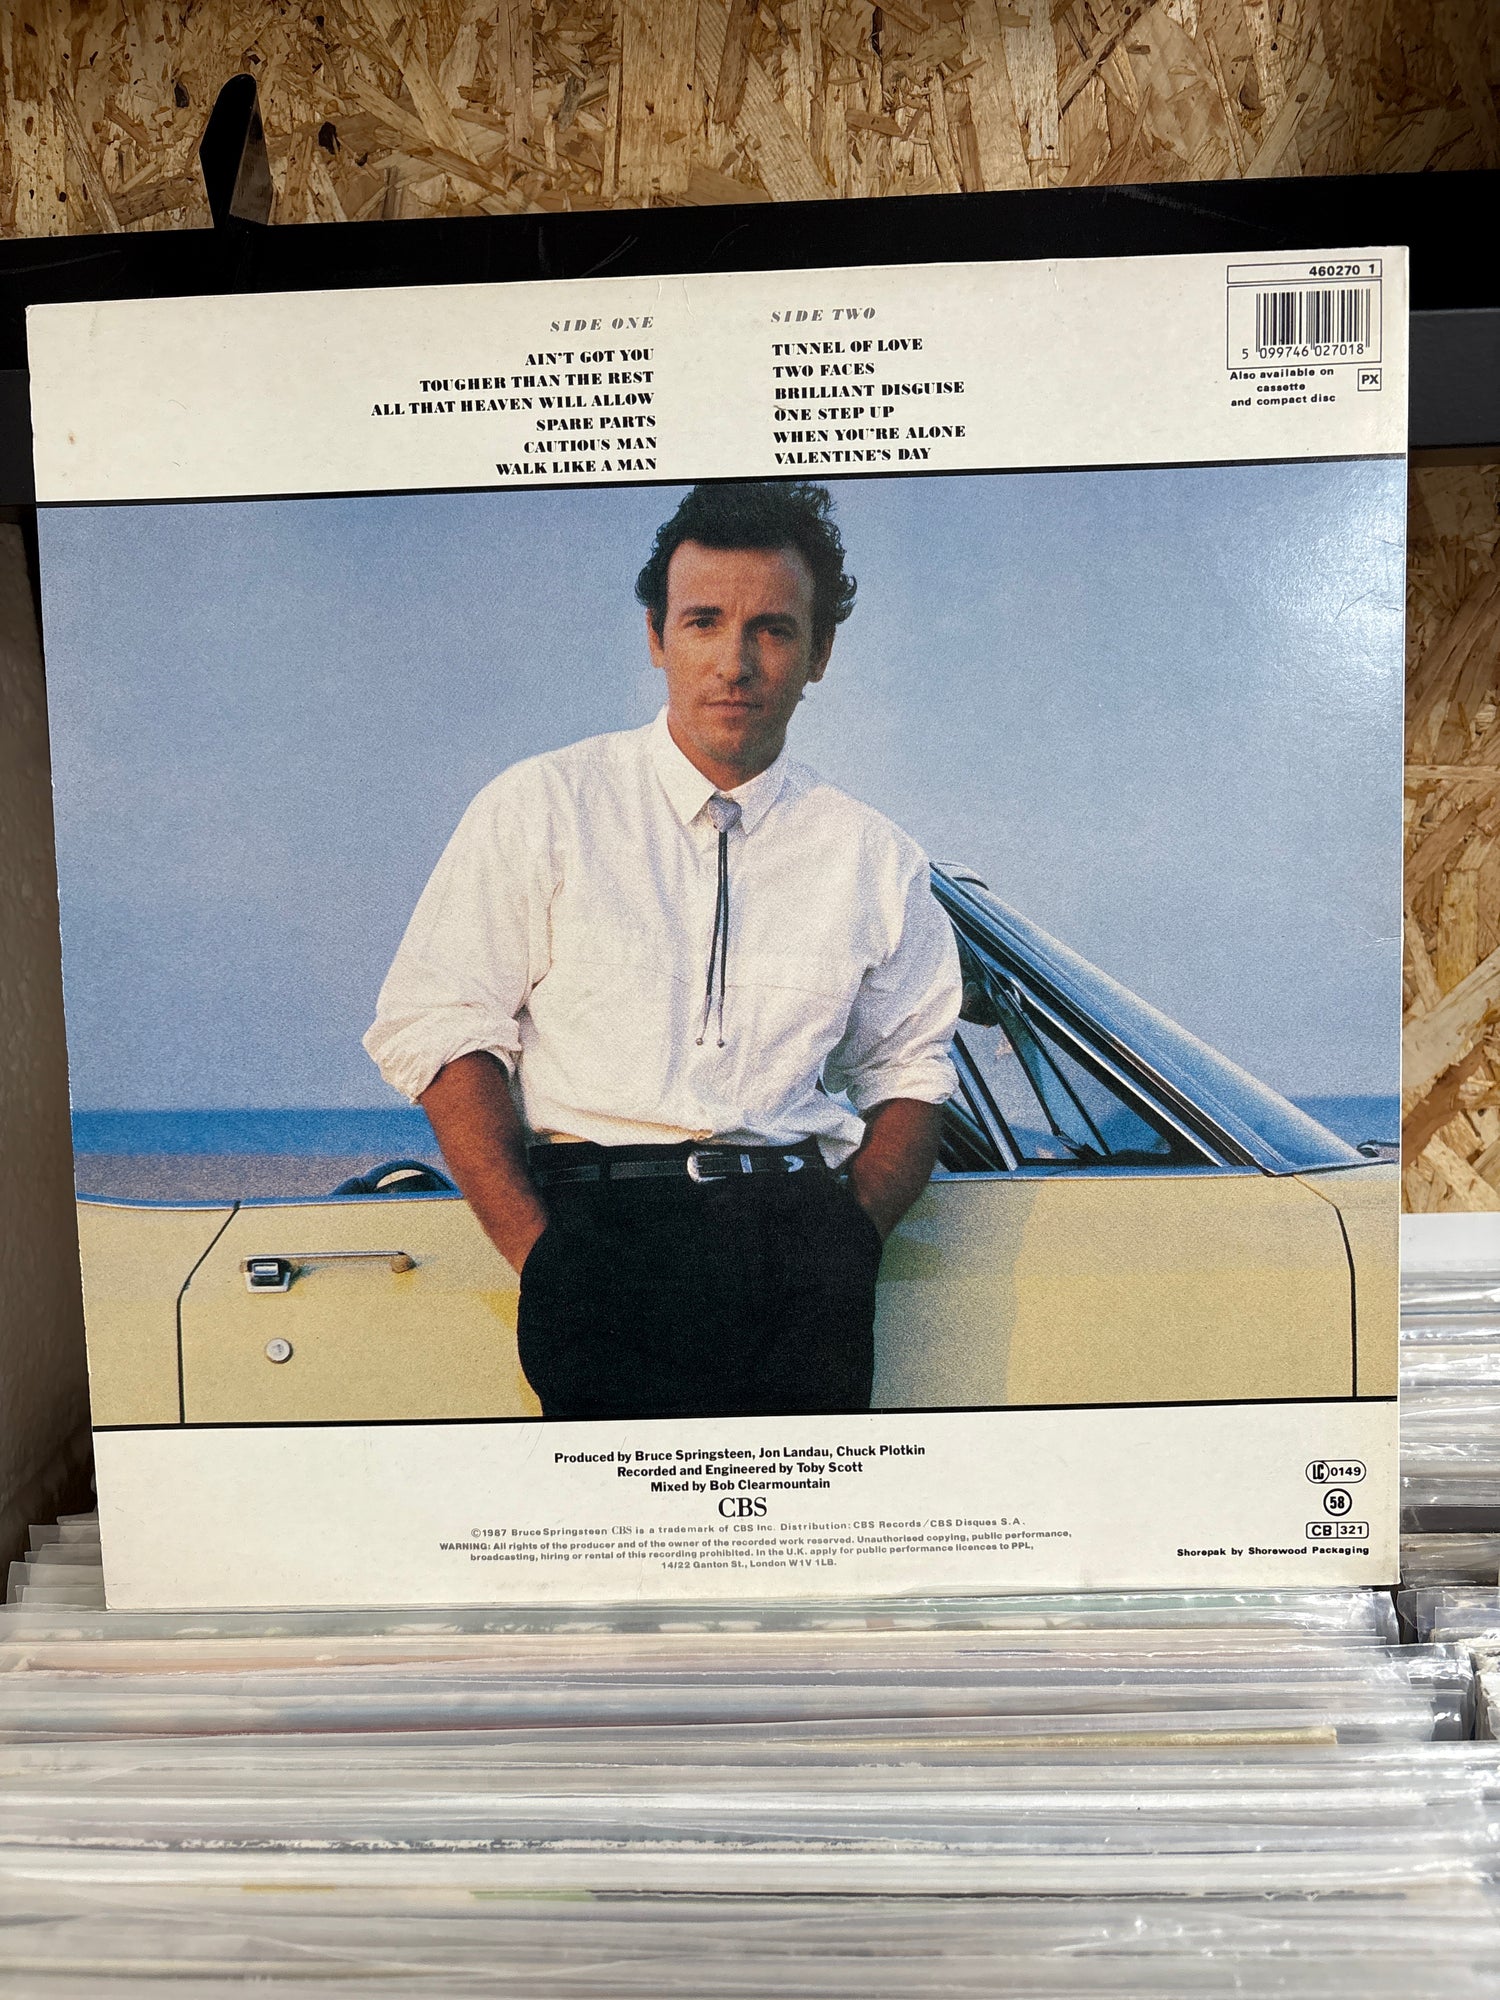 460270 1
5 099746 027018
Also available on
cassette
and compact disc
PX
SIDE ONE
AIN'T GOT YOU
TOUGHER THAN THE REST
ALL THAT HEAVEN WILL ALLOW
SPARE PARTS
CAUTIOUS MAN
WALK LIKE A MAN
SIDE TWO
TUNNEL OF LOVE
TWO FACES
BRILLIANT DISGUISE
ONE STEP UP
WHEN YOU'RE ALONE
VALENTINE'S DAY
Produced by Bruce Springsteen, Jon Landau, Chuck Plotkin
Recorded and Engineered by Toby Scott
Mixed by Bob Clearmountain
CBS
©1987 Bruce Springsteen CBS is a trademark of CBS Inc. Distribution: CBS Records/CBS Disques S.A.
WARNING: All rights of the producer and of the owner of the recorded work reserved. Unauthorised copying, public performance,
broadcasting, hiring or rental of this recording prohibited. In the U.K. apply for public performance licences to PPL,
14/22 Ganton St., London W1V 1LB.
LC 0149
58
CB 321
Shorepak by Shorewood Packaging